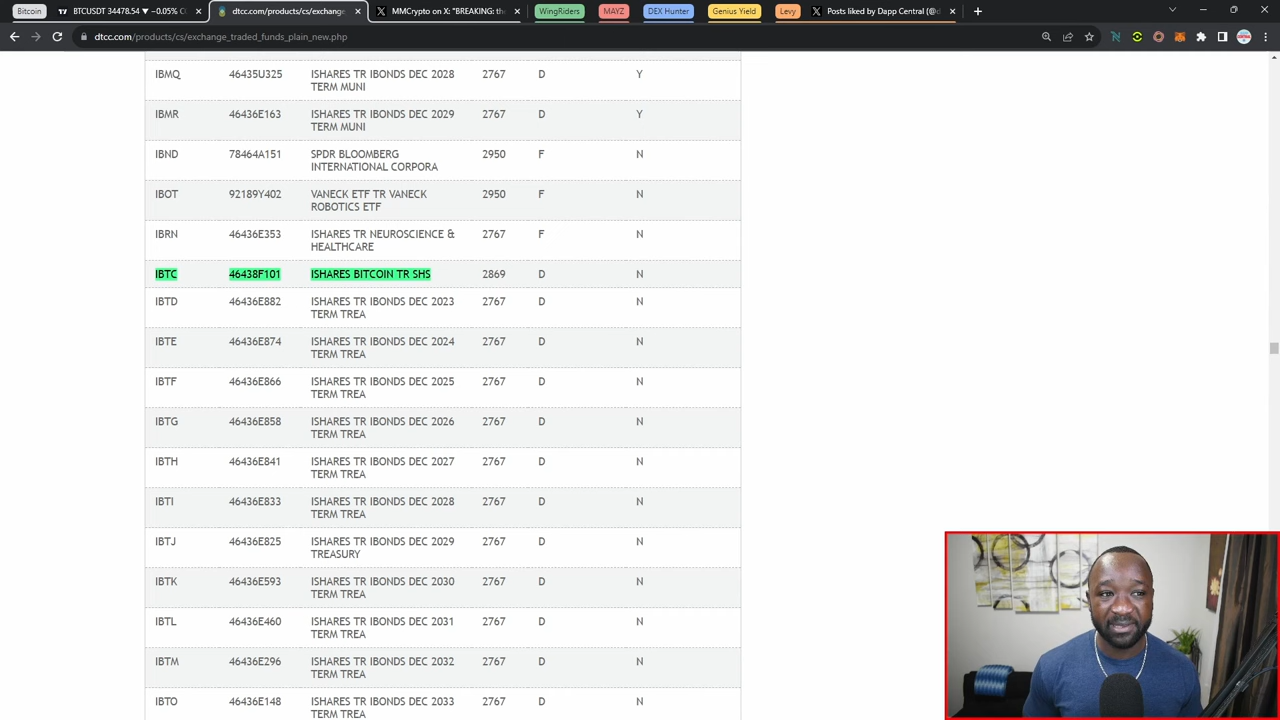 Bitcoin
BTCUSDT 34478.54 ▼ −0.05% C
dtcc.com/products/cs/exchange
MMCrypto on X: "BREAKING: th
WingRiders
MAYZ
DEX Hunter
Genius Yield
Levy
Posts liked by Dapp Central (@d
dtcc.com/products/cs/exchange_traded_funds_plain_new.php
IBMQ 46435U325 ISHARES TR IBONDS DEC 2028 2767 D Y
TERM MUNI
IBMR 46436E163 ISHARES TR IBONDS DEC 2029 2767 D Y
TERM MUNI
IBND 78464A151 SPDR BLOOMBERG 2950 F N
INTERNATIONAL CORPORA
IBOT 92189Y402 VANECK ETF TR VANECK 2950 F N
ROBOTICS ETF
IBRN 46436E353 ISHARES TR NEUROSCIENCE & 2767 F N
HEALTHCARE
IBTC 46438F101 ISHARES BITCOIN TR SHS 2869 D N
IBTD 46436E882 ISHARES TR IBONDS DEC 2023 2767 D N
TERM TREA
IBTE 46436E874 ISHARES TR IBONDS DEC 2024 2767 D N
TERM TREA
IBTF 46436E866 ISHARES TR IBONDS DEC 2025 2767 D N
TERM TREA
IBTG 46436E858 ISHARES TR IBONDS DEC 2026 2767 D N
TERM TREA
IBTH 46436E841 ISHARES TR IBONDS DEC 2027 2767 D N
TERM TREA
IBTI 46436E833 ISHARES TR IBONDS DEC 2028 2767 D N
TERM TREA
IBTJ 46436E825 ISHARES TR IBONDS DEC 2029 2767 D N
TREASURY
IBTK 46436E593 ISHARES TR IBONDS DEC 2030 2767 D N
TERM TREA
IBTL 46436E460 ISHARES TR IBONDS DEC 2031 2767 D N
TERM TREA
IBTM 46436E296 ISHARES TR IBONDS DEC 2032 2767 D N
TERM TREA
IBTO 46436E148 ISHARES TR IBONDS DEC 2033 2767 D N
TERM TREA